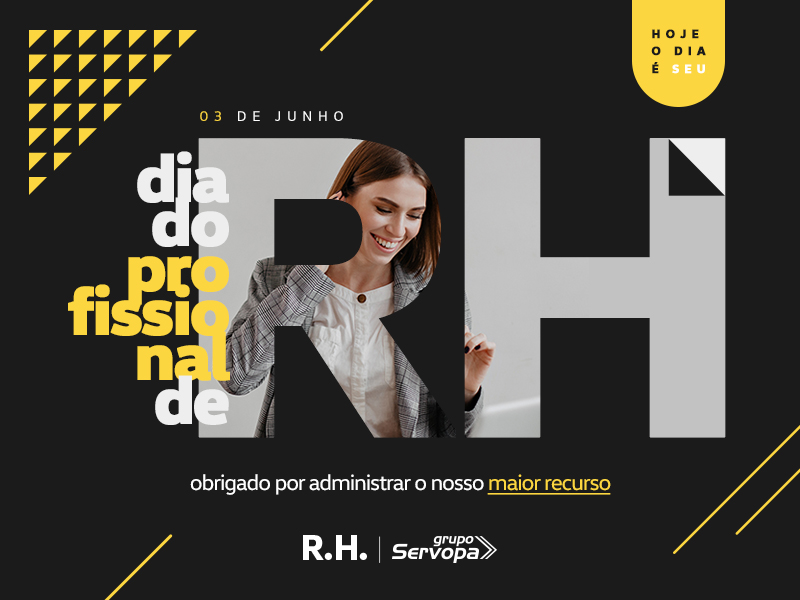 HOJE
O DIA
É SEU
03 DE JUNHO
dia
do
pro
fissio
nal
de
RH
obrigado por administrar o nosso maior recurso
R.H.
grupo
Servopa